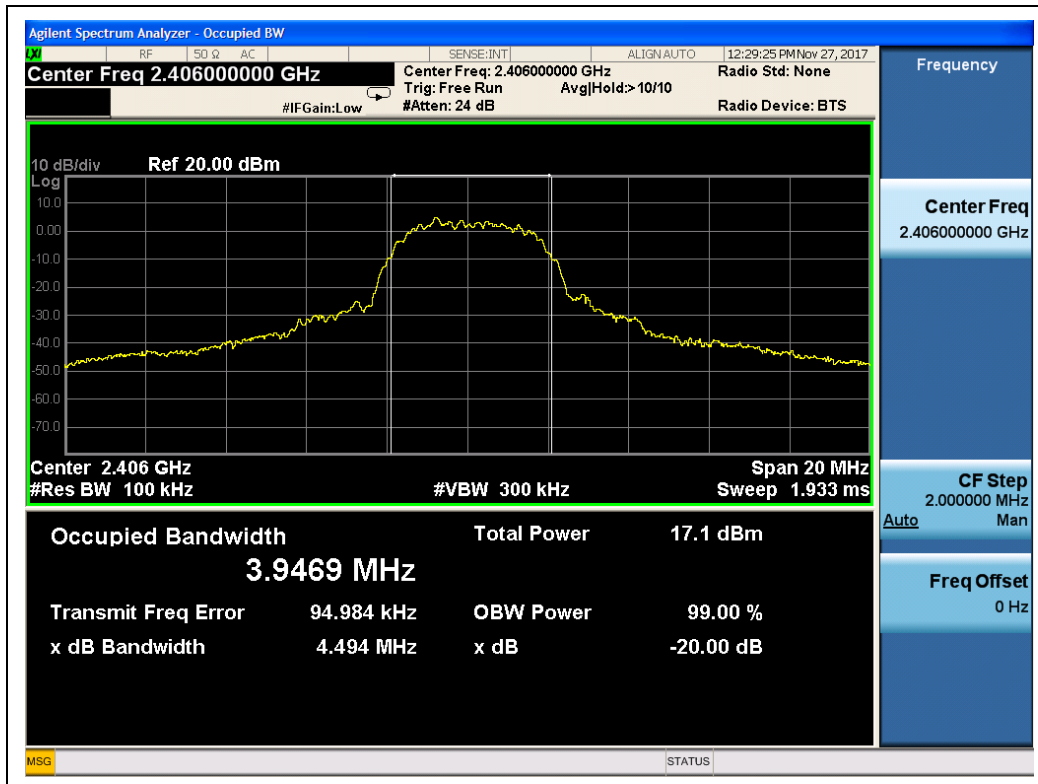 Agilent Spectrum Analyzer - Occupied BW
LXI RF 50 Ω AC SENSE:INT ALIGN AUTO 12:29:25 PM Nov 27, 2017
Center Freq 2.406000000 GHz
Center Freq: 2.406000000 GHz
Radio Std: None
Trig: Free Run Avg|Hold:>10/10
#IFGain:Low
#Atten: 24 dB
Radio Device: BTS
10 dB/div Ref 20.00 dBm
Log
10.0
0.00
-10.0
-20.0
-30.0
-40.0
-50.0
-60.0
-70.0
Center 2.406 GHz Span 20 MHz
#Res BW 100 kHz #VBW 300 kHz Sweep 1.933 ms
Occupied Bandwidth Total Power 17.1 dBm
3.9469 MHz
Transmit Freq Error 94.984 kHz OBW Power 99.00 %
x dB Bandwidth 4.494 MHz x dB -20.00 dB
Frequency
Center Freq
2.406000000 GHz
CF Step
2.000000 MHz
Auto Man
Freq Offset
0 Hz
MSG STATUS